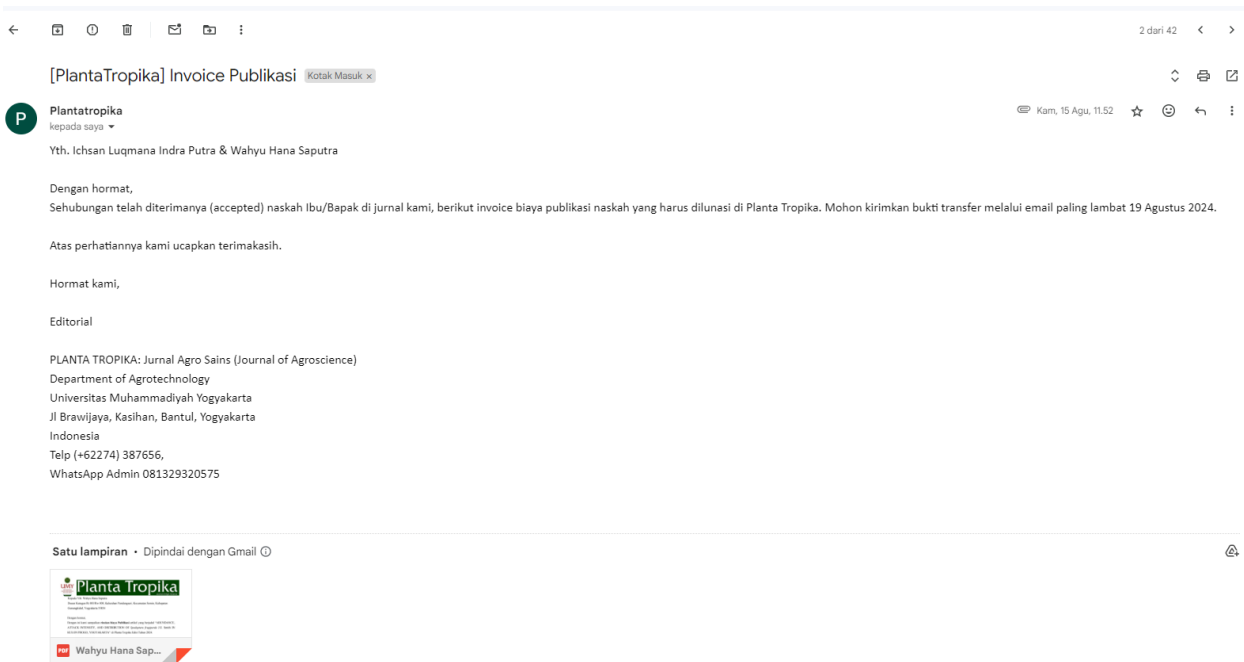 2 dari 42
[PlantaTropika] Invoice Publikasi Kotak Masuk ×
P
Plantatropika
Kam, 15 Agu, 11.52
kepada saya
Yth. Ichsan Luqmana Indra Putra & Wahyu Hana Saputra
Dengan hormat,
Sehubungan telah diterimanya (accepted) naskah Ibu/Bapak di jurnal kami, berikut invoice biaya publikasi naskah yang harus dilunasi di Planta Tropika. Mohon kirimkan bukti transfer melalui email paling lambat 19 Agustus 2024.
Atas perhatiannya kami ucapkan terimakasih.
Hormat kami,
Editorial
PLANTA TROPIKA: Jurnal Agro Sains (Journal of Agroscience)
Department of Agrotechnology
Universitas Muhammadiyah Yogyakarta
Jl Brawijaya, Kasihan, Bantul, Yogyakarta
Indonesia
Telp (+62274) 387656,
WhatsApp Admin 081329320575
Satu lampiran • Dipindai dengan Gmail
UMY Planta Tropika
PDF Wahyu Hana Sap...